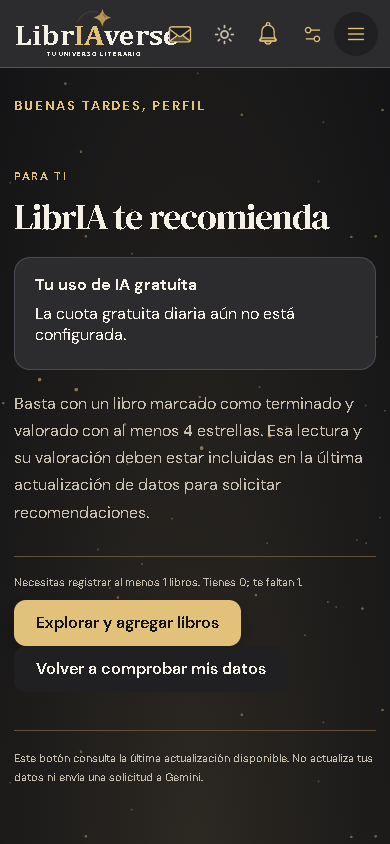 LibrIAverso
TU UNIVERSO LITERARIO
BUENAS TARDES, PERFIL
PARA TI
LibrIA te recomienda
Tu uso de IA gratuita
La cuota gratuita diaria aún no está
configurada.
Basta con un libro marcado como terminado y
valorado con al menos 4 estrellas. Esa lectura y
su valoración deben estar incluidas en la última
actualización de datos para solicitar
recomendaciones.
Necesitas registrar al menos 1 libros. Tienes 0; te faltan 1.
Explorar y agregar libros
Volver a comprobar mis datos
Este botón consulta la última actualización disponible. No actualiza tus
datos ni envía una solicitud a Gemini.